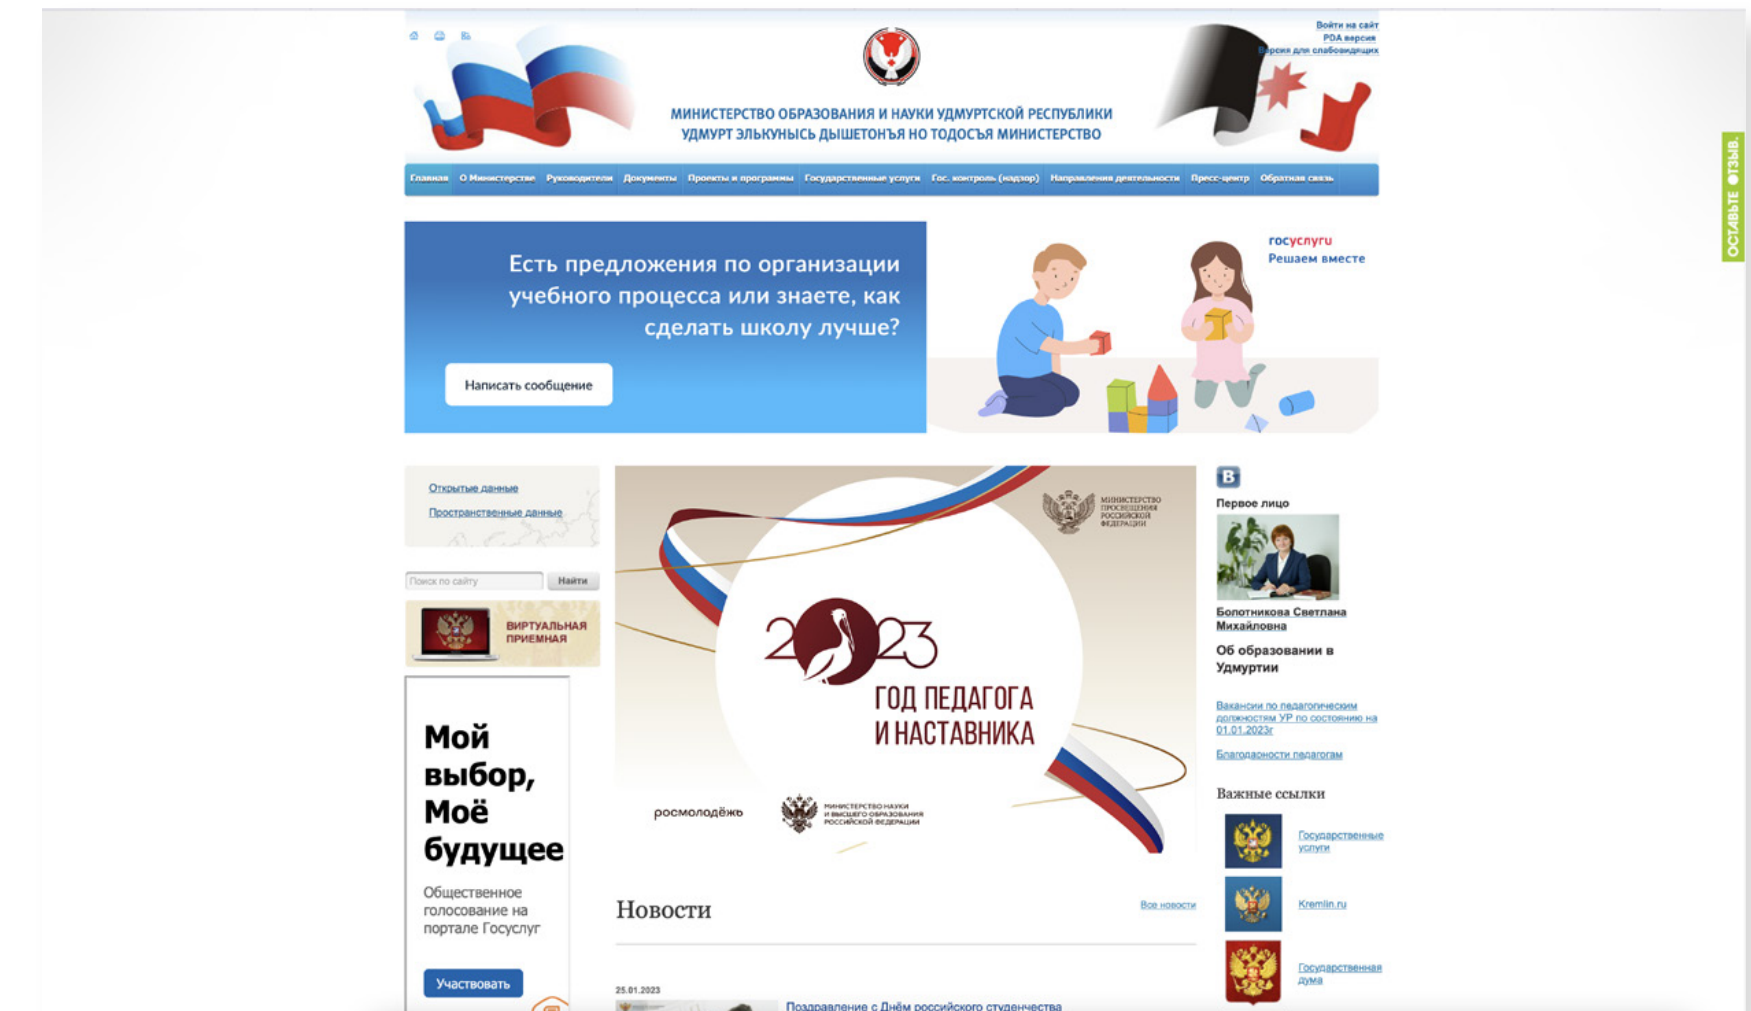 Войти на сайт
PDA версия
Версия для слабовидящих
МИНИСТЕРСТВО ОБРАЗОВАНИЯ И НАУКИ УДМУРТСКОЙ РЕСПУБЛИКИ
УДМУРТ ЭЛЬКУНЫСЬ ДЫШЕТОНЪЯ НО ТОДОСЪЯ МИНИСТЕРСТВО
Главная О Министерстве Руководители Документы Проекты и программы Государственные услуги Гос. контроль (надзор) Направления деятельности Пресс-центр Обратная связь
ОСТАВЬТЕ ОТЗЫВ.
Есть предложения по организации
учебного процесса или знаете, как
сделать школу лучше?
Написать сообщение
госуслуги
Решаем вместе
Открытые данные
Пространственные данные
Поиск по сайту Найти
ВИРТУАЛЬНАЯ
ПРИЕМНАЯ
Мой
выбор,
Моё
будущее
Общественное
голосование на
портале Госуслуг
Участвовать
МИНИСТЕРСТВО
ПРОСВЕЩЕНИЯ
РОССИЙСКОЙ
ФЕДЕРАЦИИ
2023
ГОД ПЕДАГОГА
И НАСТАВНИКА
росмолодёжь
МИНИСТЕРСТВО НАУКИ
И ВЫСШЕГО ОБРАЗОВАНИЯ
РОССИЙСКОЙ ФЕДЕРАЦИИ
Новости
Все новости
25.01.2023
Поздравление с Днём российского студенчества
В
Первое лицо
Болотникова Светлана
Михайловна
Об образовании в
Удмуртии
Вакансии по педагогическим
должностям УР по состоянию на
01.01.2023г
Благодарности педагогам
Важные ссылки
Государственные
услуги
Kremlin.ru
Государственная
дума